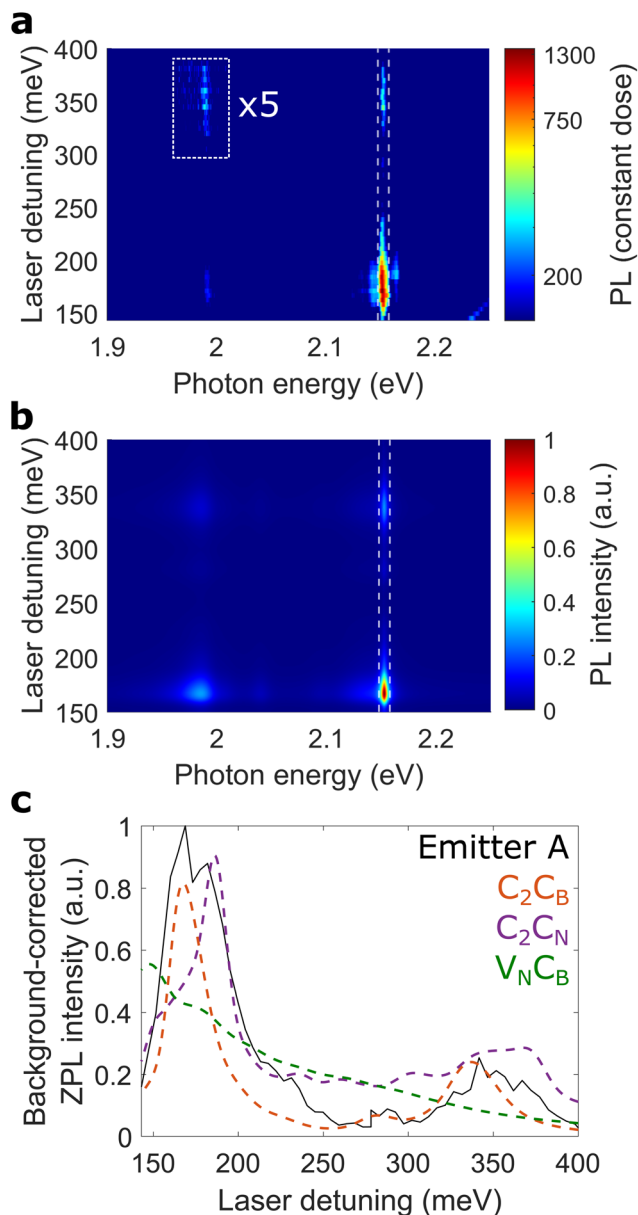 a
400
350
300
250
200
150
Laser detuning (meV)
x5
1.9
2
2.1
2.2
Photon energy (eV)
1300
750
200
PL (constant dose)
b
400
350
300
250
200
150
Laser detuning (meV)
1.9
2
2.1
2.2
Photon energy (eV)
1
0.8
0.6
0.4
0.2
0
PL intensity (a.u.)
c
1
0.8
0.6
0.4
0.2
0
Background-corrected
ZPL intensity (a.u.)
Emitter A
C₂C_B
C₂C_N
V_NC_B
150
200
250
300
350
400
Laser detuning (meV)